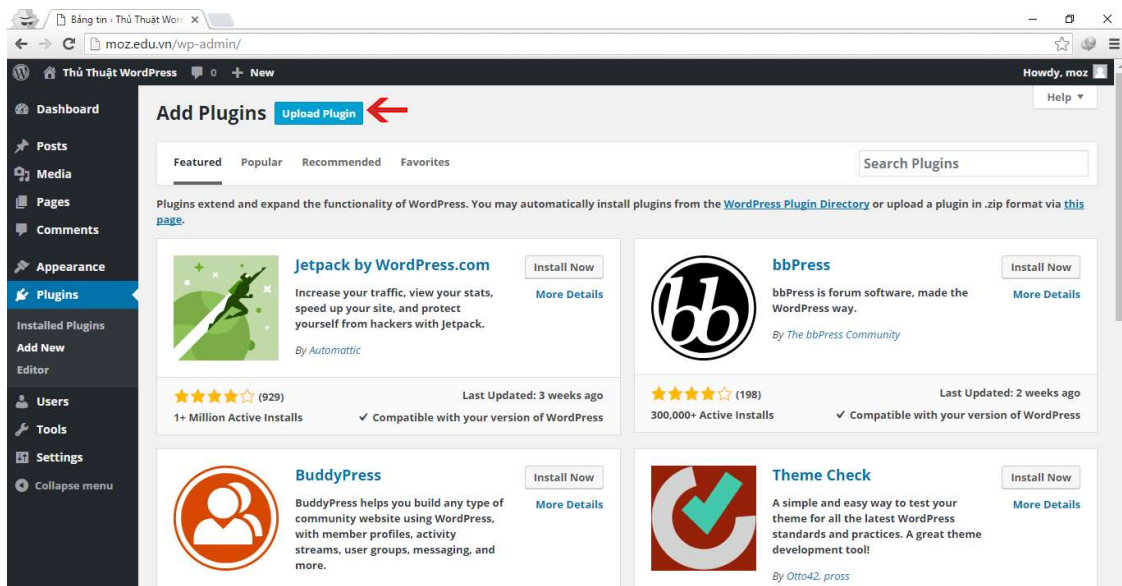 Bảng tin ‹ Thủ Thuật Wor
moz.edu.vn/wp-admin/
Thủ Thuật WordPress 0 + New
Howdy, moz
Help
Dashboard
Posts
Media
Pages
Comments
Appearance
Plugins
Installed Plugins
Add New
Editor
Users
Tools
Settings
Collapse menu
Add Plugins Upload Plugin
Featured Popular Recommended Favorites
Search Plugins
Plugins extend and expand the functionality of WordPress. You may automatically install plugins from the WordPress Plugin Directory or upload a plugin in .zip format via this
page.
Jetpack by WordPress.com
Install Now
More Details
Increase your traffic, view your stats,
speed up your site, and protect
yourself from hackers with Jetpack.
By Automattic
(929)
Last Updated: 3 weeks ago
1+ Million Active Installs
✓ Compatible with your version of WordPress
bb
bbPress
Install Now
More Details
bbPress is forum software, made the
WordPress way.
By The bbPress Community
(198)
Last Updated: 2 weeks ago
300,000+ Active Installs
✓ Compatible with your version of WordPress
BuddyPress
Install Now
More Details
BuddyPress helps you build any type of
community website using WordPress,
with member profiles, activity
streams, user groups, messaging, and
more.
Theme Check
Install Now
More Details
A simple and easy way to test your
theme for all the latest WordPress
standards and practices. A great theme
development tool!
By Otto42, pross